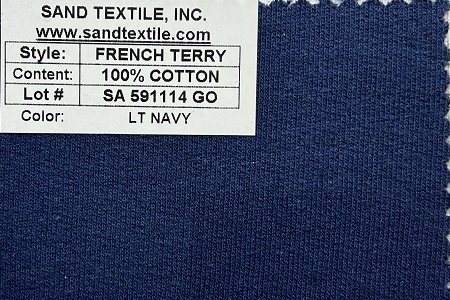 SAND TEXTILE, INC.
www.sandtextile.com
Style: FRENCH TERRY
Content: 100% COTTON
Lot # SA 591114 GO
Color: LT NAVY